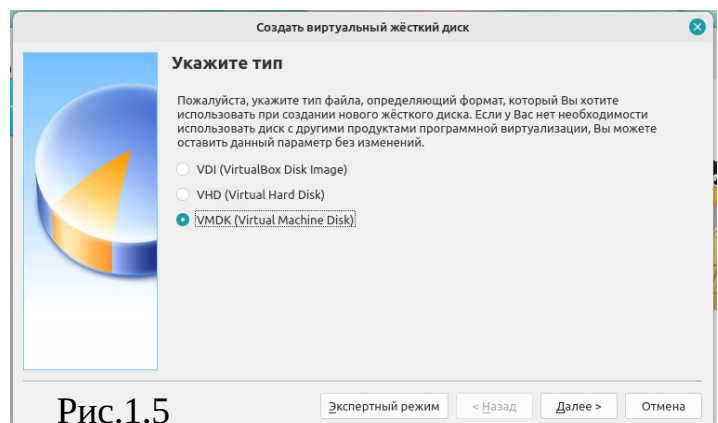 Создать виртуальный жёсткий диск
Укажите тип
Пожалуйста, укажите тип файла, определяющий формат, который Вы хотите
использовать при создании нового жёсткого диска. Если у Вас нет необходимости
использовать диск с другими продуктами программной виртуализации, Вы можете
оставить данный параметр без изменений.
VDI (VirtualBox Disk Image)
VHD (Virtual Hard Disk)
VMDK (Virtual Machine Disk)
Рис.1.5
Экспертный режим < Назад Далее > Отмена